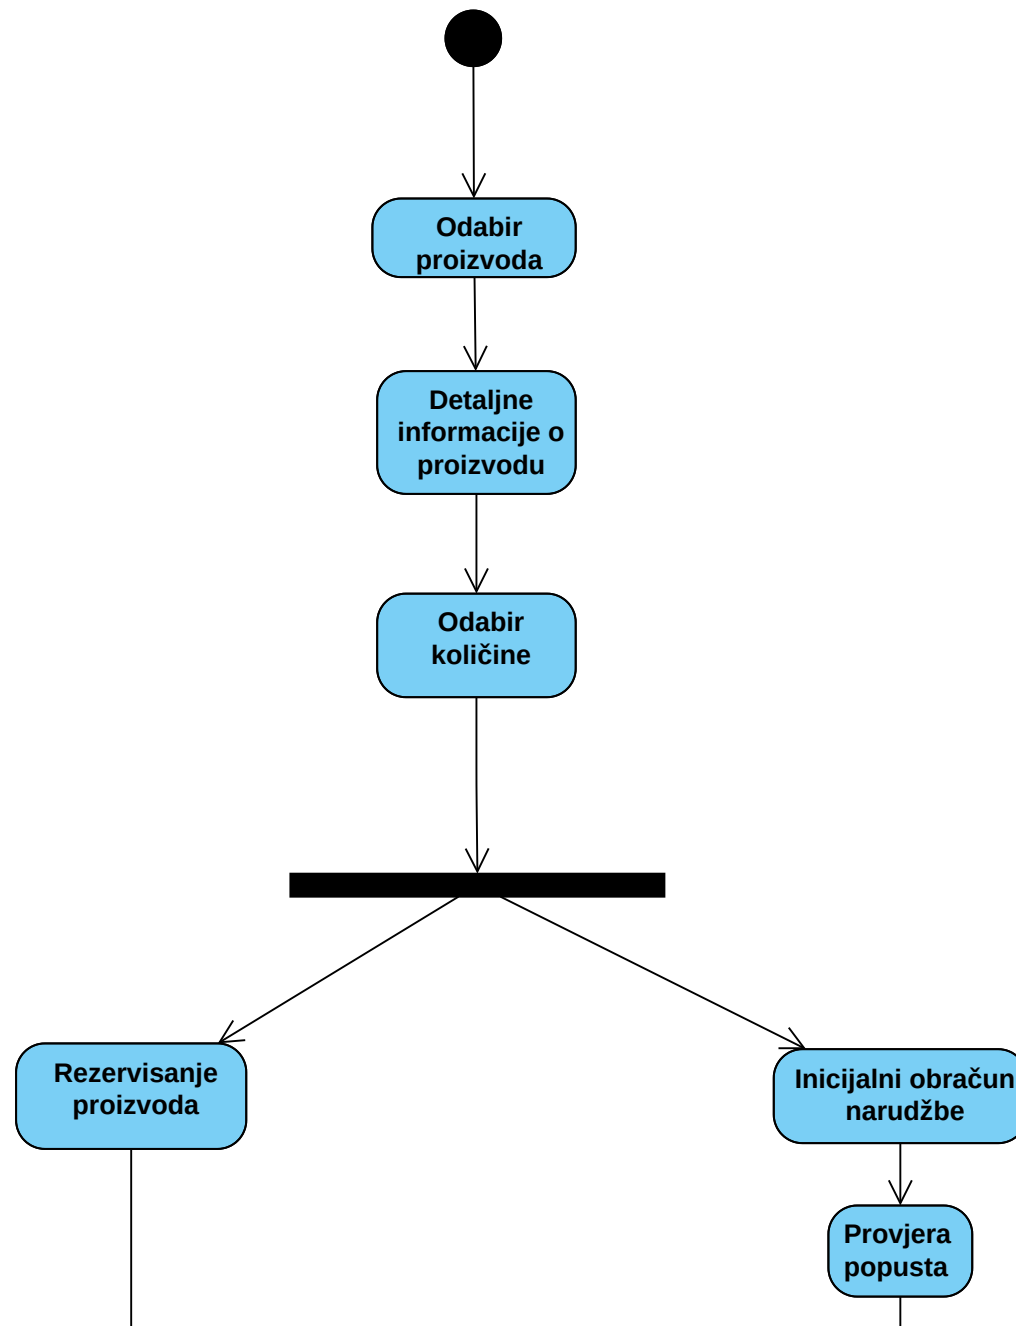 Odabir
proizvoda
Detaljne
informacije o
proizvodu
Odabir
količine
Rezervisanje
proizvoda
Inicijalni obračun
narudžbe
Provjera
popusta